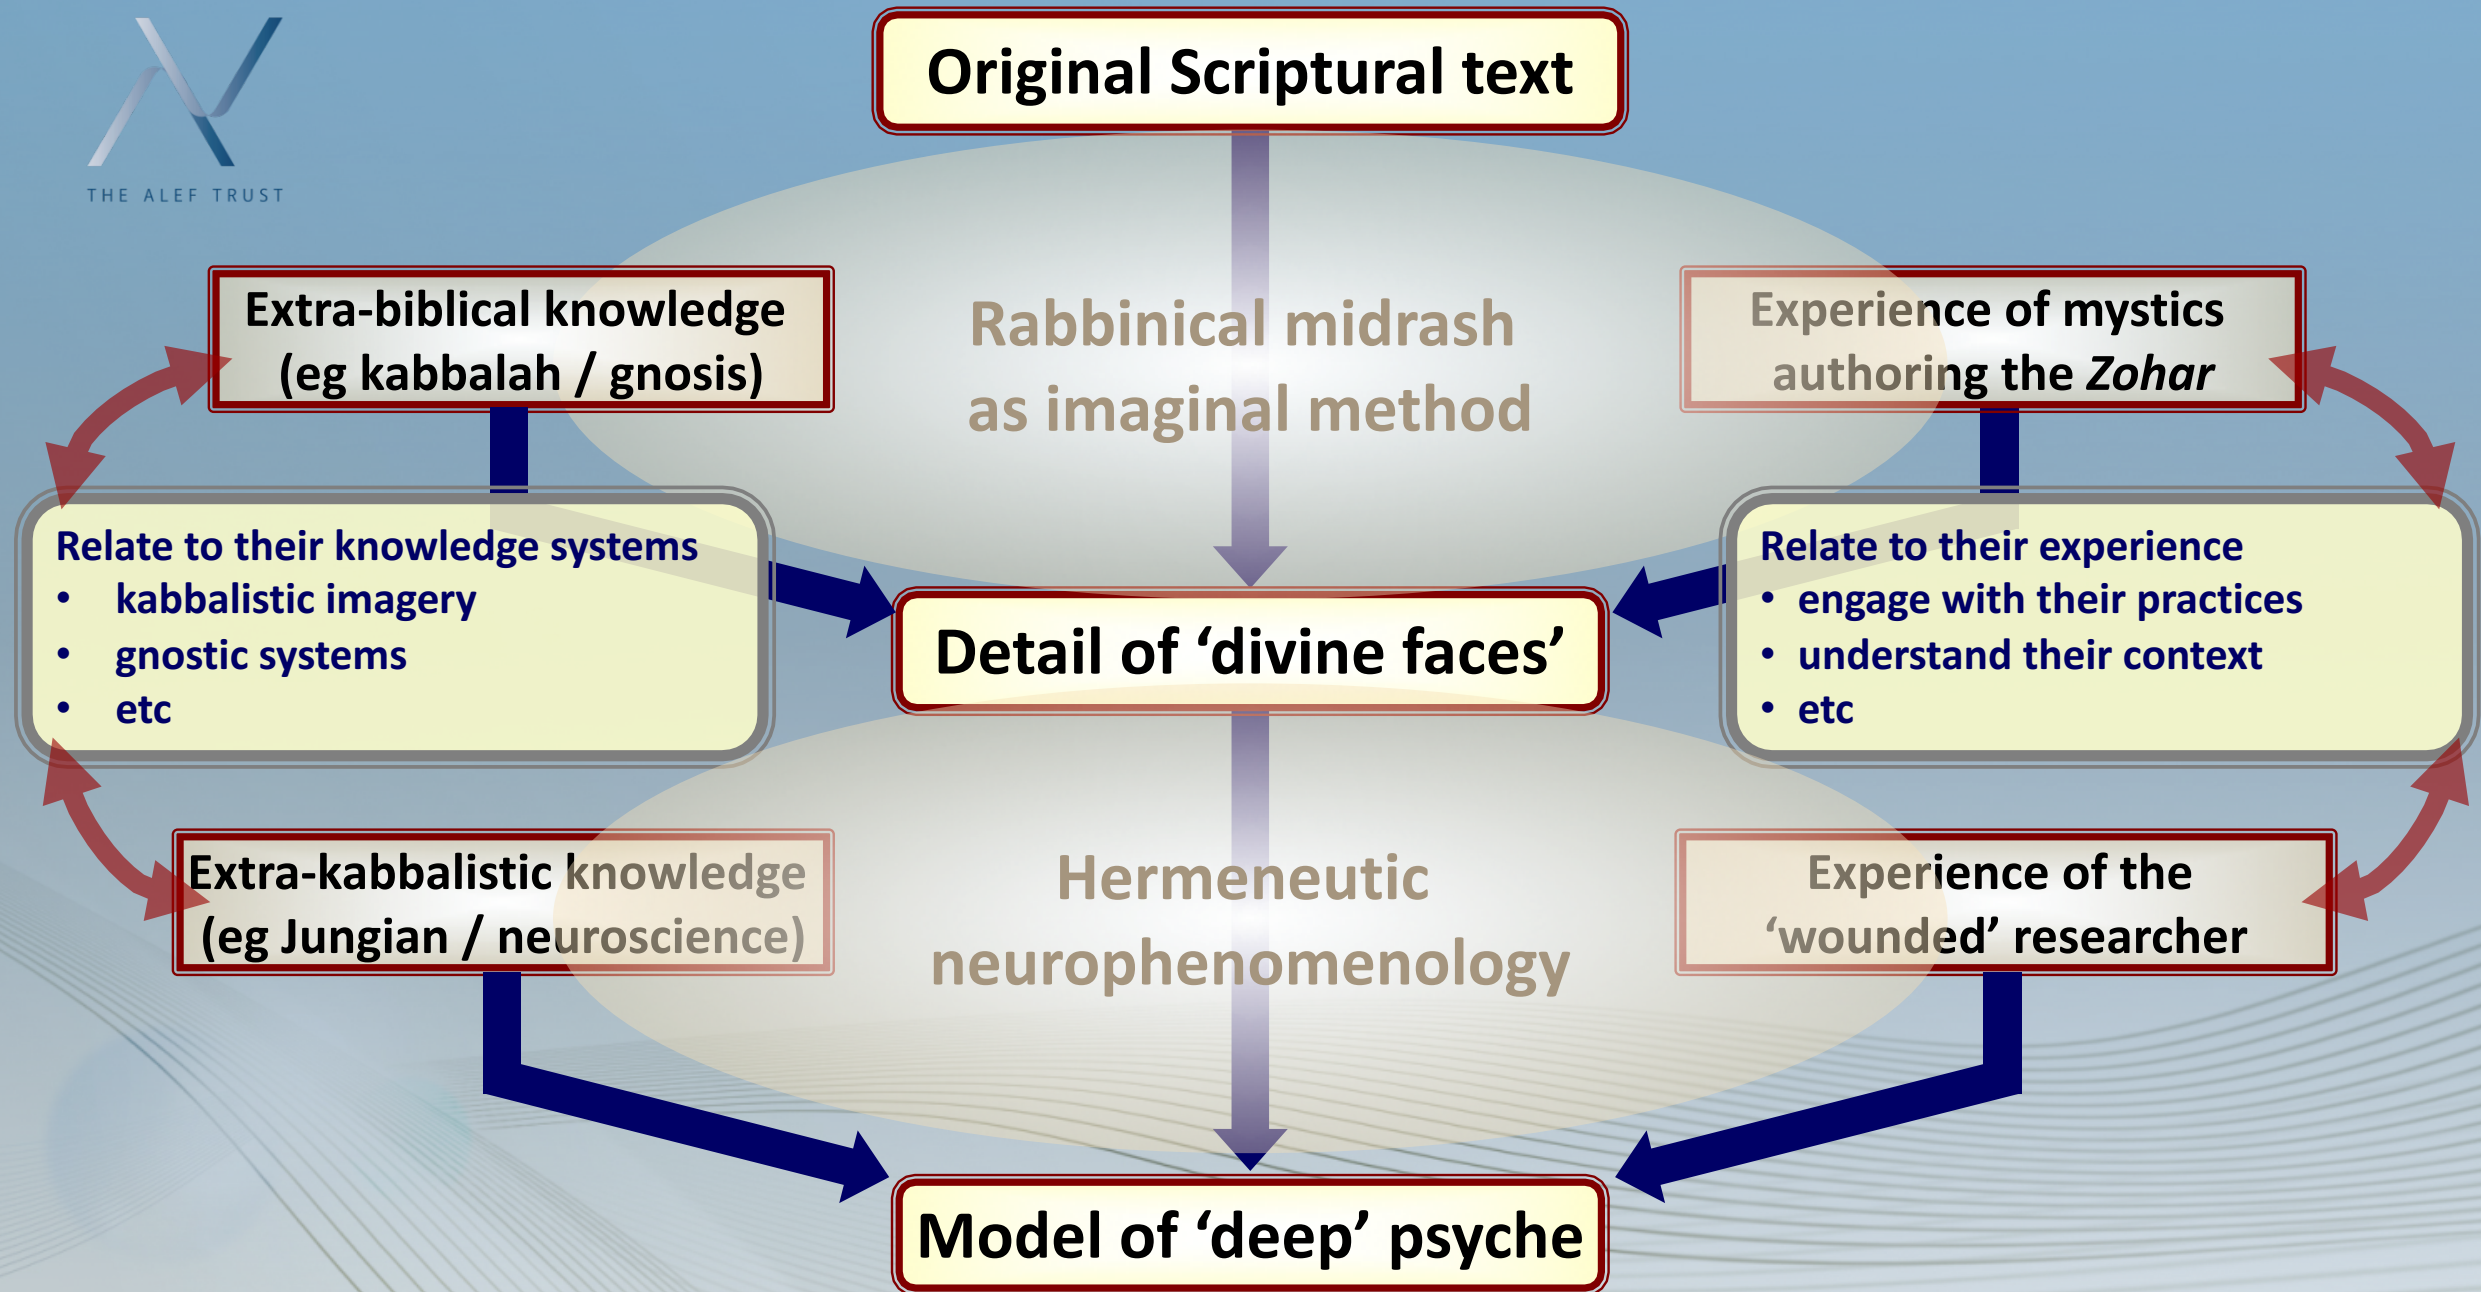 THE ALEF TRUST
Original Scriptural text
Extra-biblical knowledge
(eg kabbalah / gnosis)
Rabbinical midrash
as imaginal method
Experience of mystics
authoring the Zohar
Relate to their knowledge systems
• kabbalistic imagery
• gnostic systems
• etc
Detail of ‘divine faces’
Relate to their experience
• engage with their practices
• understand their context
• etc
Extra-kabbalistic knowledge
(eg Jungian / neuroscience)
Hermeneutic
neurophenomenology
Experience of the
‘wounded’ researcher
Model of ‘deep’ psyche